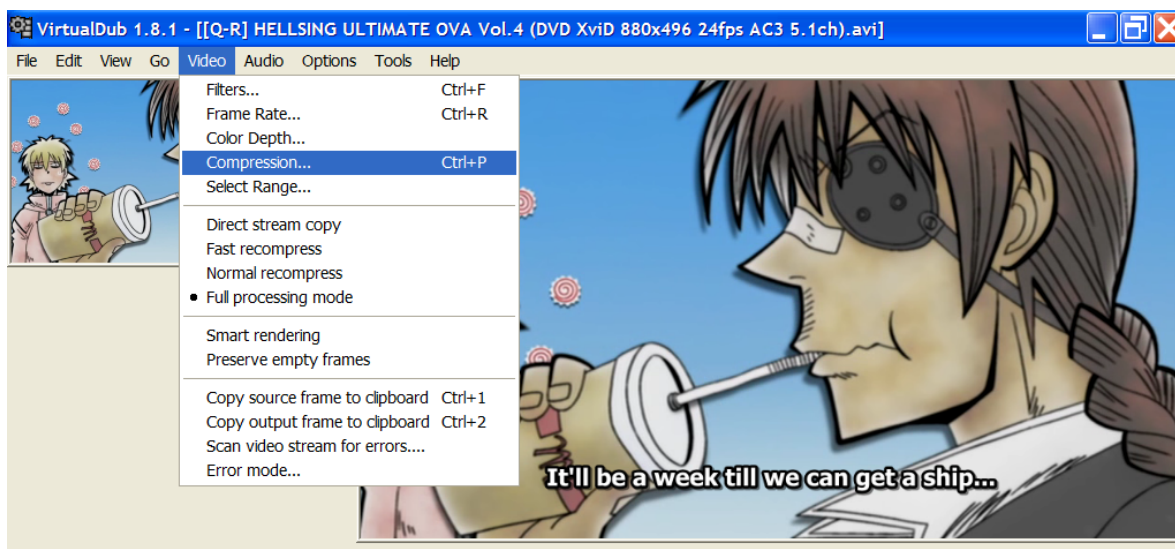 VirtualDub 1.8.1 - [[Q-R] HELLSING ULTIMATE OVA Vol.4 (DVD XviD 880x496 24fps AC3 5.1ch).avi]
File Edit View Go Video Audio Options Tools Help
Filters... Ctrl+F
Frame Rate... Ctrl+R
Color Depth...
Compression... Ctrl+P
Select Range...
Direct stream copy
Fast recompress
Normal recompress
• Full processing mode
Smart rendering
Preserve empty frames
Copy source frame to clipboard Ctrl+1
Copy output frame to clipboard Ctrl+2
Scan video stream for errors....
Error mode...
It'll be a week till we can get a ship...